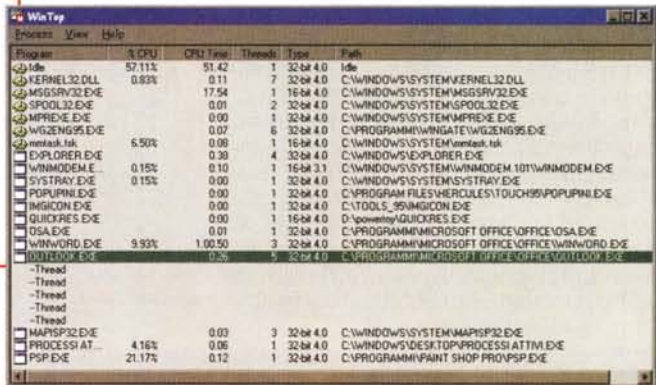 WinTop
Process View Help
Program % CPU CPU Time Threads Type Path
Idle 57.11% 51.42 1 32-bit 4.0 Idle
KERNEL32.DLL 0.83% 0:11 7 32-bit 4.0 C:\WINDOWS\SYSTEM\KERNEL32.DLL
MSGSRV32.EXE 17.54 1 16-bit 4.0 C:\WINDOWS\SYSTEM\MSGSRV32.EXE
SPOOL32.EXE 0:01 2 32-bit 4.0 C:\WINDOWS\SYSTEM\SPOOL32.EXE
MPREXE.EXE 0:00 1 32-bit 4.0 C:\WINDOWS\SYSTEM\MPREXE.EXE
WG2ENG95.EXE 0:07 6 32-bit 4.0 C:\PROGRAMMI\WINGATE\WG2ENG95.EXE
mmtask.tsk 6.50% 0:08 1 16-bit 4.0 C:\WINDOWS\SYSTEM\mmtask.tsk
EXPLORER.EXE 0:38 4 32-bit 4.0 C:\WINDOWS\EXPLORER.EXE
WINMODEM.E... 0.15% 0:10 1 16-bit 3.1 C:\WINDOWS\SYSTEM\WINMODEM.101\WINMODEM.EXE
SYSTRAY.EXE 0.15% 0:00 1 32-bit 4.0 C:\WINDOWS\SYSTEM\SYSTRAY.EXE
POPUPINI.EXE 0:00 1 32-bit 4.0 C:\PROGRAM FILES\HERCULES\TOUCH95\POPUPINI.EXE
IMGICON.EXE 0:00 1 32-bit 4.0 C:\TOOLS_95\IMGICON.EXE
QUICKRES.EXE 0:00 1 16-bit 4.0 D:\powertoy\QUICKRES.EXE
OSA.EXE 0:01 1 32-bit 4.0 C:\PROGRAMMI\MICROSOFT OFFICE\OFFICE\OSA.EXE
WINWORD.EXE 9.93% 1.00.50 3 32-bit 4.0 C:\PROGRAMMI\MICROSOFT OFFICE\OFFICE\WINWORD.EXE
OUTLOOK.EXE 0.26 5 32-bit 4.0 C:\PROGRAMMI\MICROSOFT OFFICE\OFFICE\OUTLOOK.EXE
-Thread
-Thread
-Thread
-Thread
-Thread
MAPISP32.EXE 0:03 3 32-bit 4.0 C:\WINDOWS\SYSTEM\MAPISP32.EXE
PROCESSI AT... 4.16% 0:06 1 32-bit 4.0 C:\WINDOWS\DESKTOP\PROCESSI ATTIVI.EXE
PSP.EXE 21.17% 0:12 1 32-bit 4.0 C:\PROGRAMMI\PAINT SHOP PRO\PSP.EXE